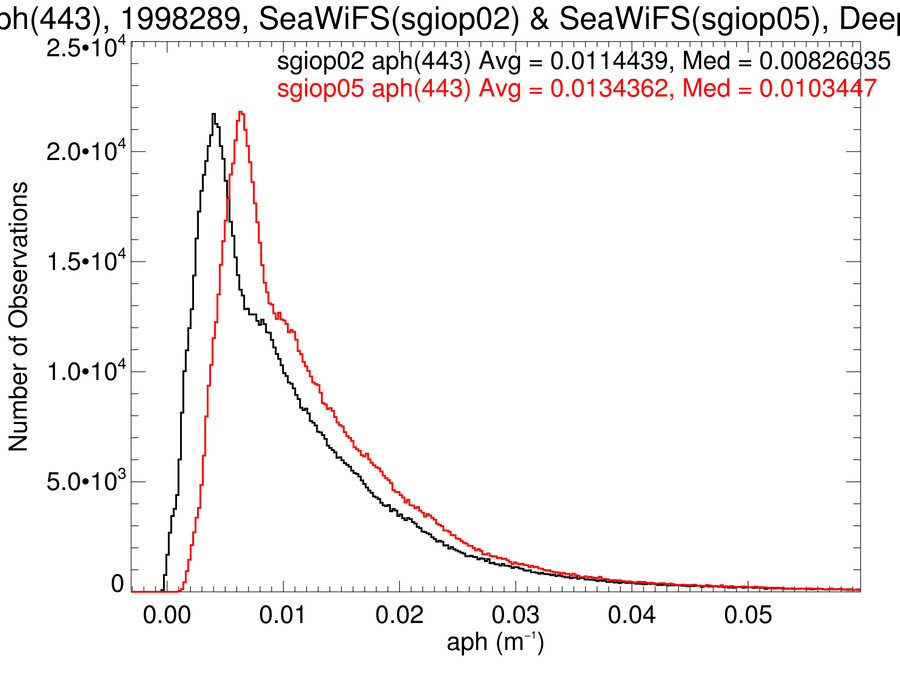 ph(443), 1998289, SeaWiFS(sgiop02) & SeaWiFS(sgiop05), Deep
sgiop02 aph(443) Avg = 0.0114439, Med = 0.00826035
sgiop05 aph(443) Avg = 0.0134362, Med = 0.0103447
2.5•10⁴
2.0•10⁴
1.5•10⁴
1.0•10⁴
5.0•10³
0
Number of Observations
0.00 0.01 0.02 0.03 0.04 0.05
aph (m⁻¹)